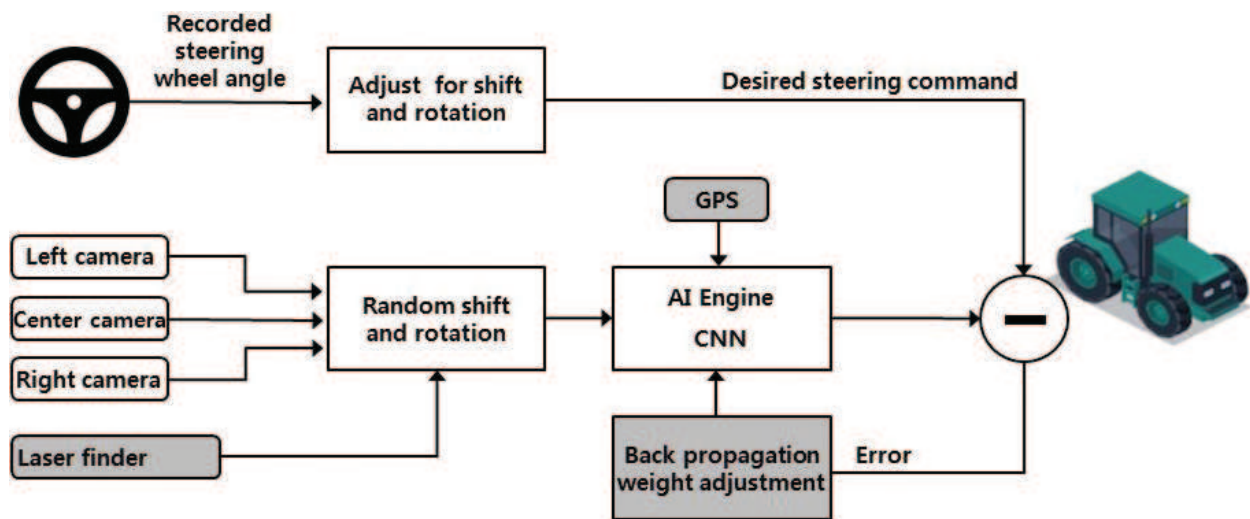 Recorded
steering
wheel angle
Adjust for shift
and rotation
Desired steering command
GPS
Left camera
Center camera
Right camera
Laser finder
Random shift
and rotation
AI Engine
CNN
Back propagation
weight adjustment
Error